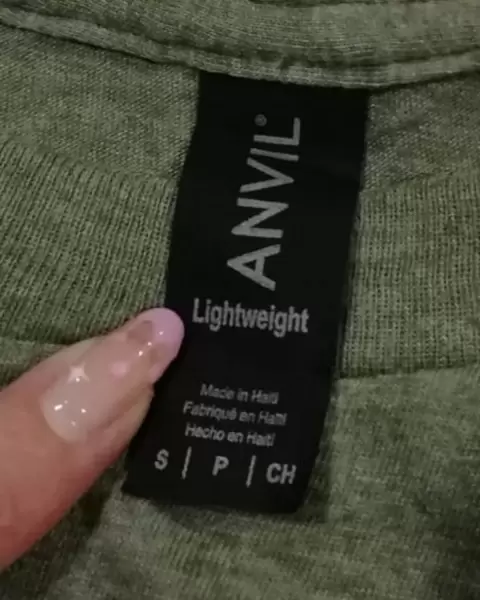 ANVIL®
Lightweight
Made in Haiti
Fabriqué en Haïti
Hecho en Haití
S | P | CH